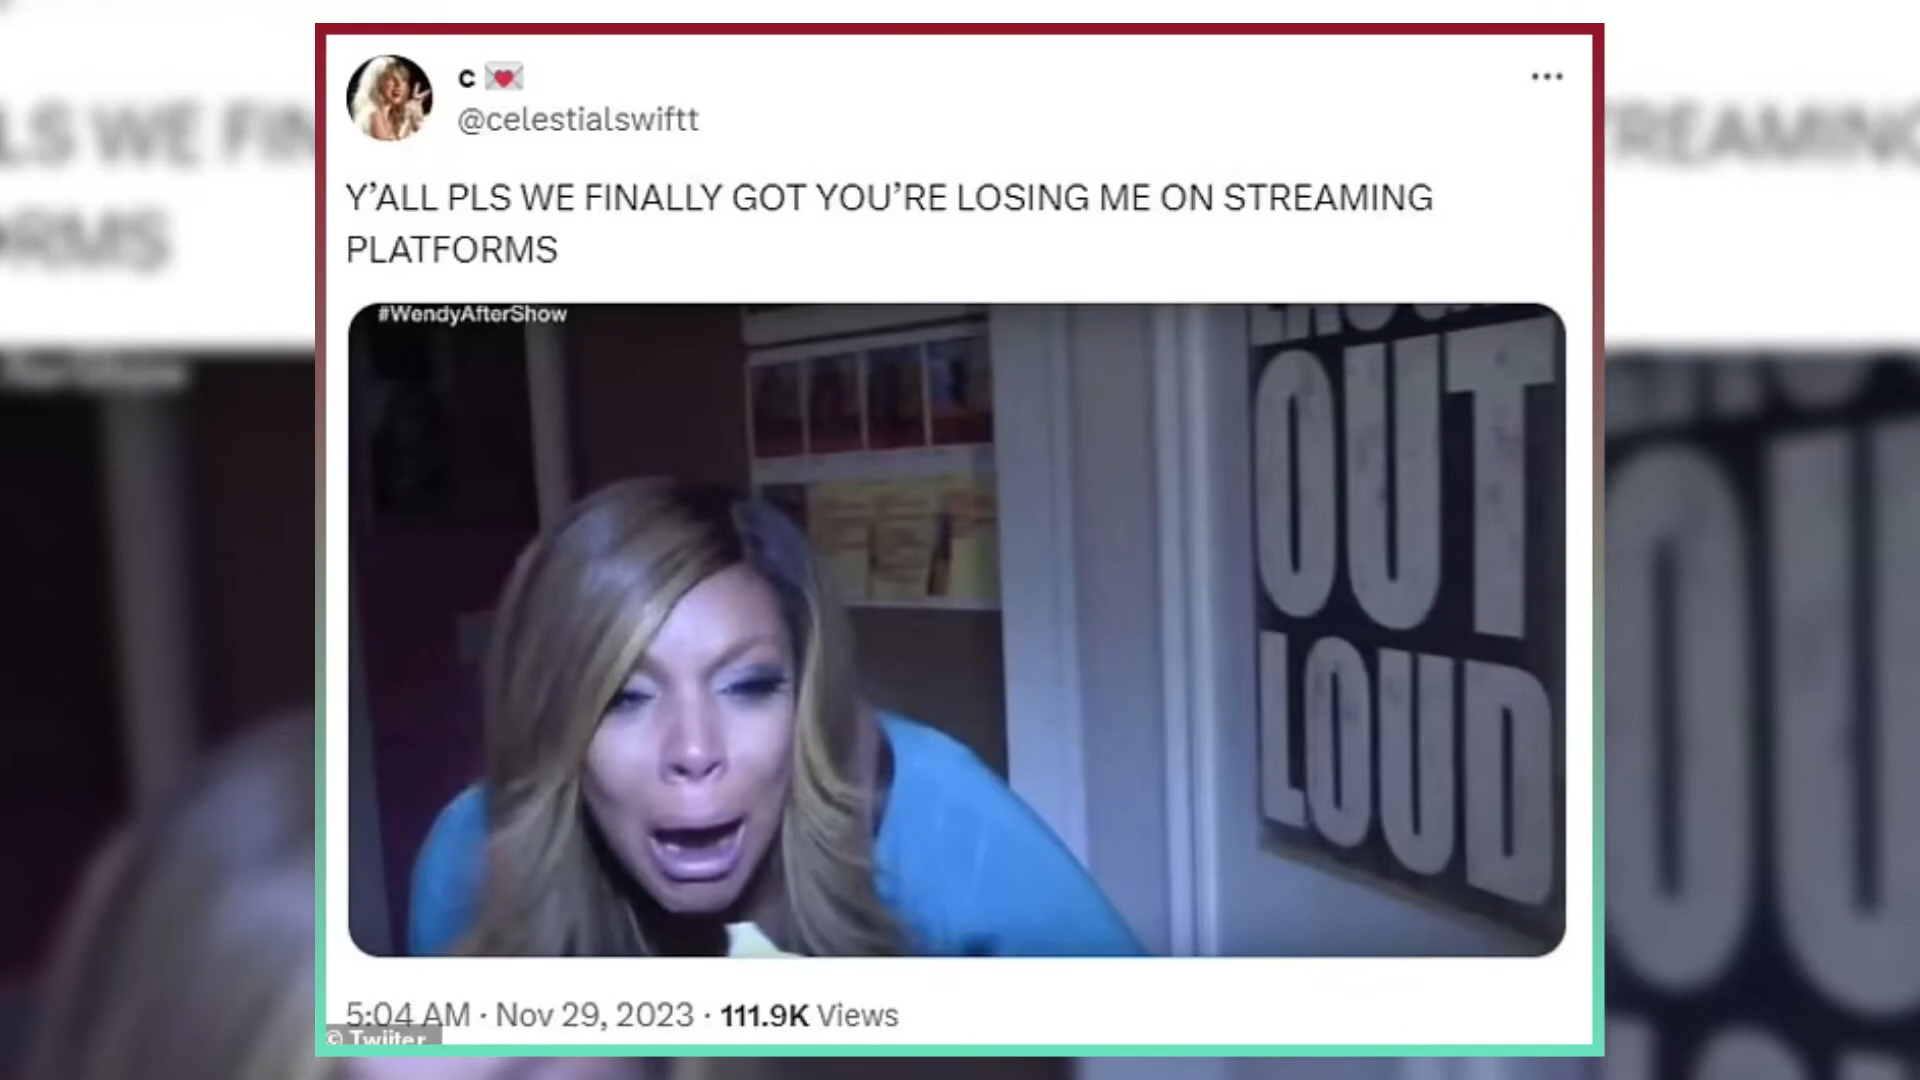 c 💌
@celestialswiftt
Y’ALL PLS WE FINALLY GOT YOU’RE LOSING ME ON STREAMING
PLATFORMS
#WendyAfterShow
OUT
LOUD
5:04 AM · Nov 29, 2023 · 111.9K Views
© Twiiter